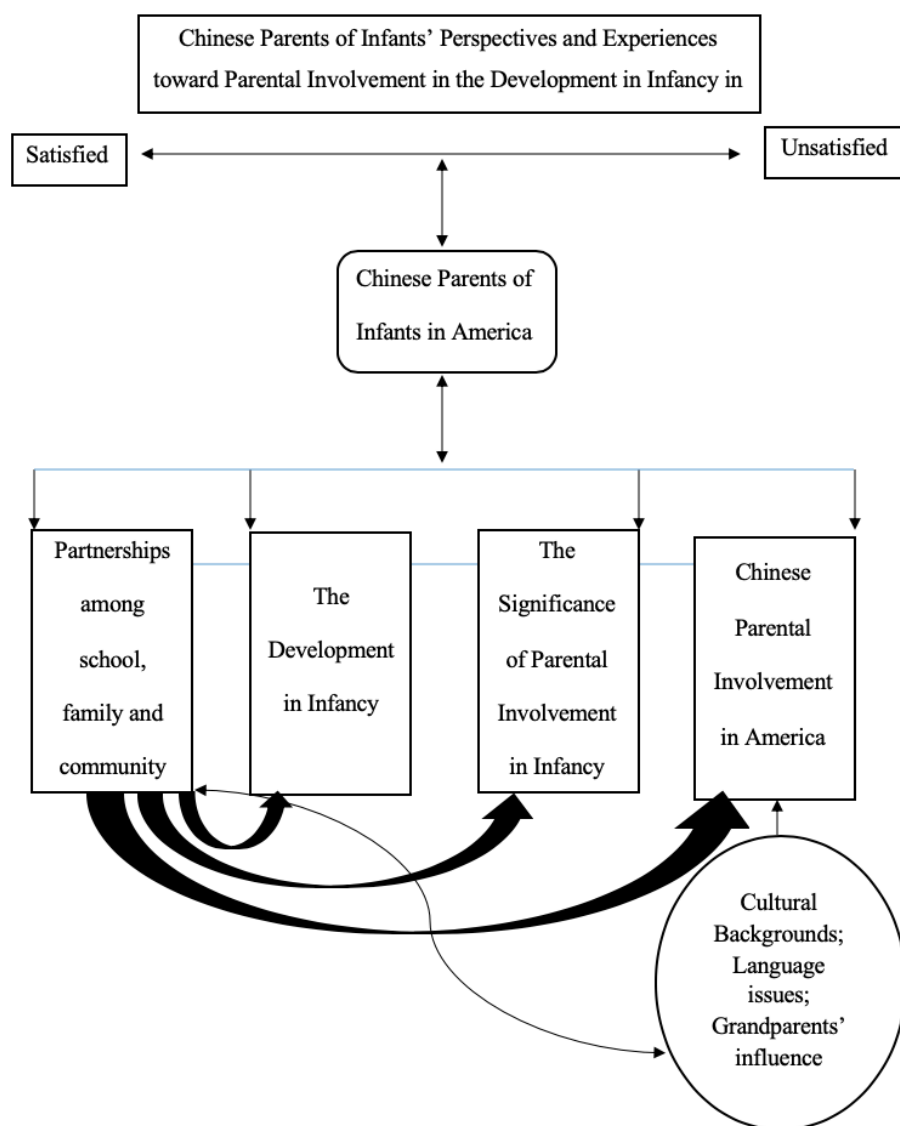 Chinese Parents of Infants’ Perspectives and Experiences
toward Parental Involvement in the Development in Infancy in
Satisfied
Unsatisfied
Chinese Parents of
Infants in America
Partnerships
among
school,
family and
community
The
Development
in Infancy
The
Significance
of Parental
Involvement
in Infancy
Chinese
Parental
Involvement
in America
Cultural
Backgrounds;
Language
issues;
Grandparents’
influence